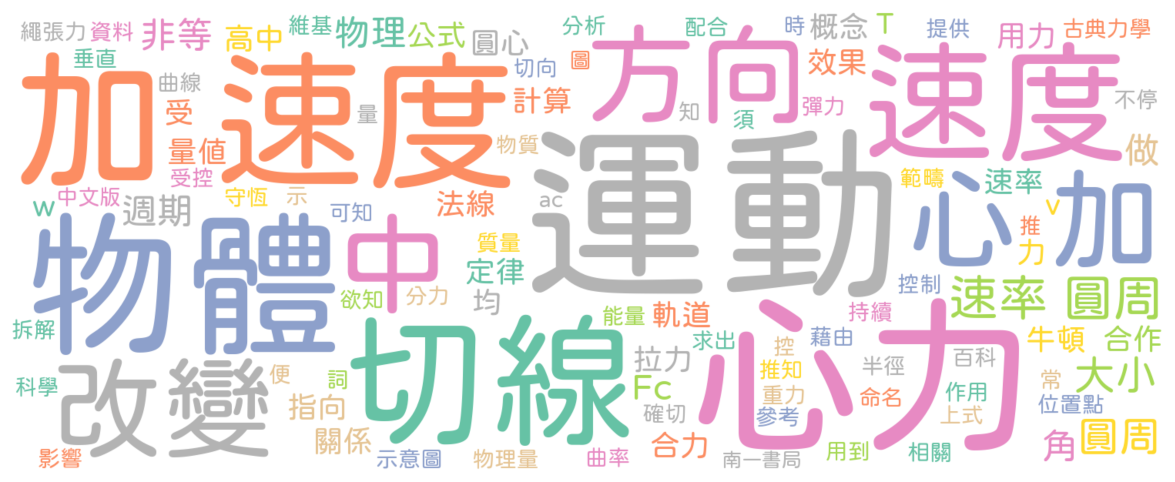 繩張力 資料 非等 高中 維基 物理 公式 圓心 分析 配合 時 概念 T 提供 用力 古典力學
垂直 曲線 切向 圖 方向 效果 速度 不停
加速度 受 量 計算 知 須 彈力 做
量值 物質 運動
受控 中文版 守恆 示 ac 範疇 速率 心加
w 週期 可知 法線 v 推
物體 中 質量 力
欲知 分力 定律 均 控制 速率 圓周
拆解 切線 能量 軌道 心力 持續
改變 求出 藉由 牛頓 合作
便 拉力 控 半徑 百科
科學 詞 Fc 推知 大小
指向 確切 重力 命名 作用 常 位置點
關係 合力 參考 上式 角 圓周
影響 示意圖 物理量 曲率 南一書局 用到 相關